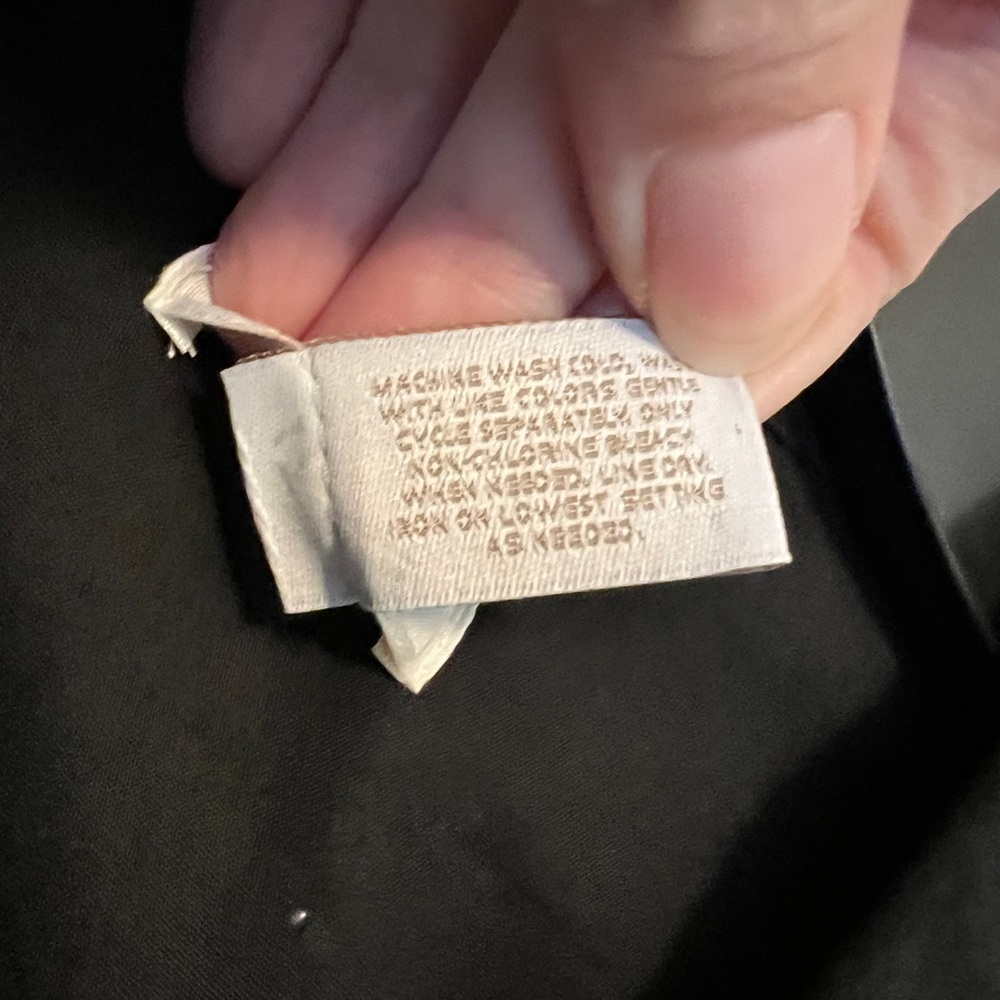 MACHINE WASH COLD, WASH
WITH LIKE COLORS GENTLE
CYCLE SEPARATELY. ONLY
NON-CHLORINE BLEACH
WHEN NEEDED. LINE DRY.
IRON ON LOWEST SETTING
AS NEEDED.